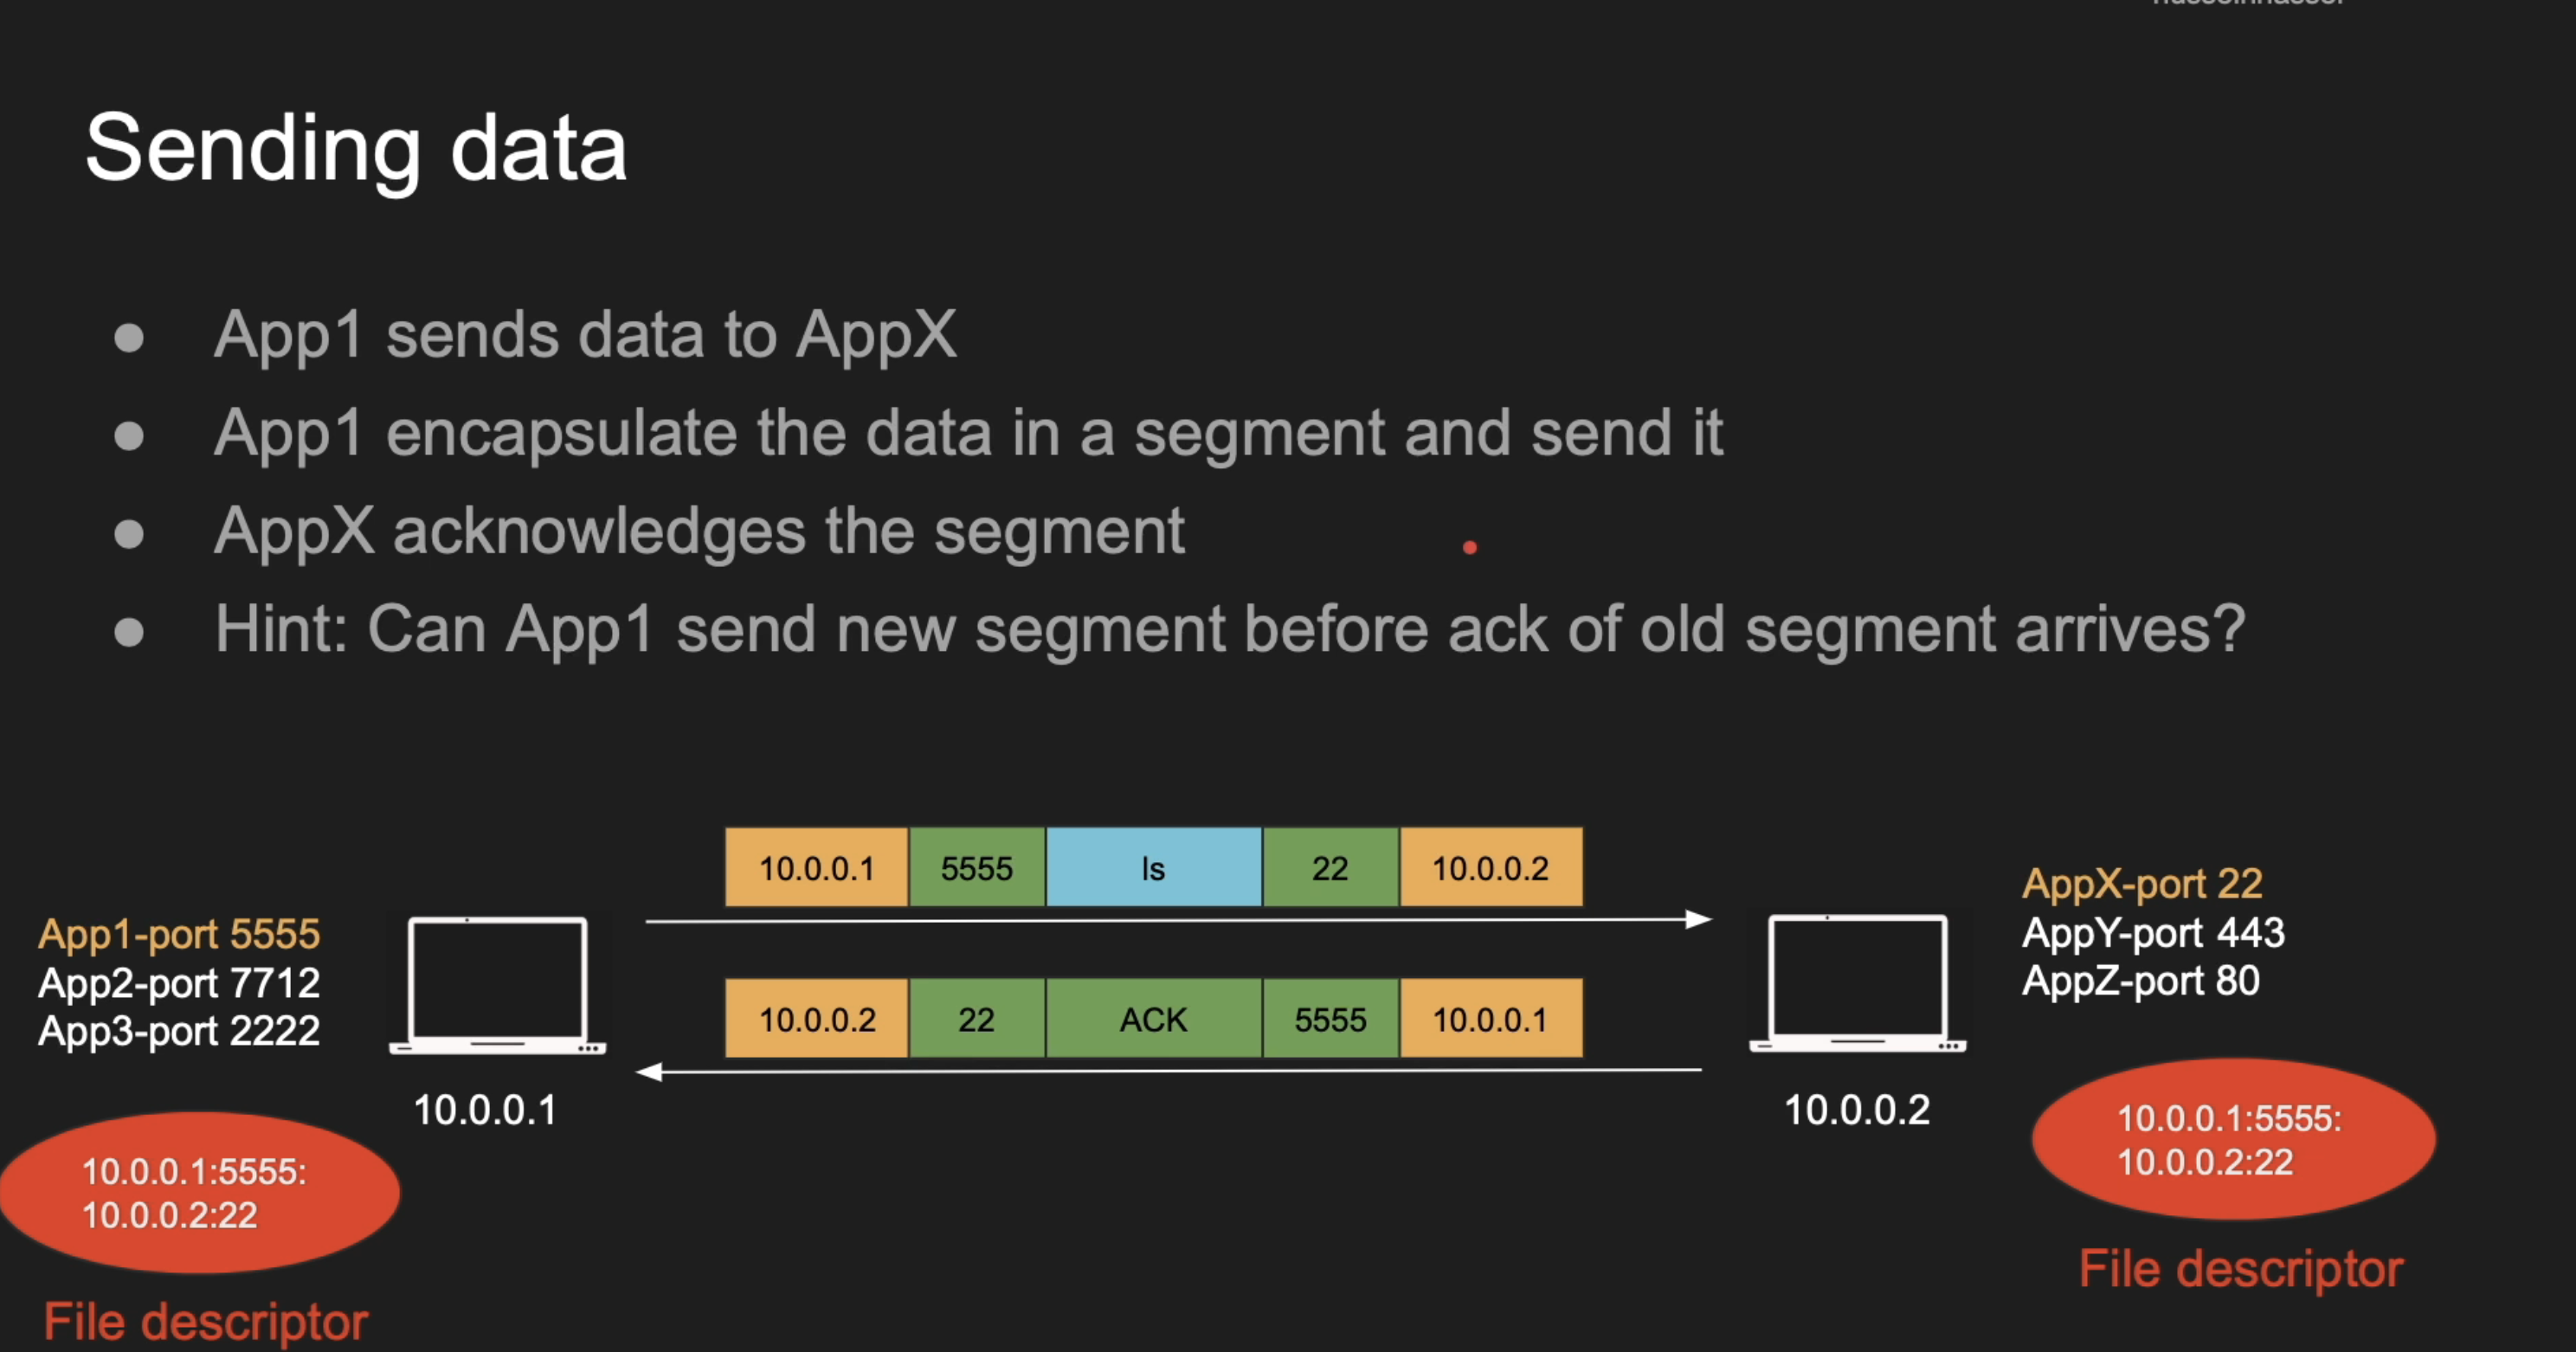 Sending data
● App1 sends data to AppX
● App1 encapsulate the data in a segment and send it
● AppX acknowledges the segment
● Hint: Can App1 send new segment before ack of old segment arrives?
10.0.0.1 5555 ls 22 10.0.0.2
App1-port 5555
App2-port 7712
App3-port 2222
AppX-port 22
AppY-port 443
AppZ-port 80
10.0.0.2 22 ACK 5555 10.0.0.1
10.0.0.1
10.0.0.2
10.0.0.1:5555:
10.0.0.2:22
File descriptor
10.0.0.1:5555:
10.0.0.2:22
File descriptor